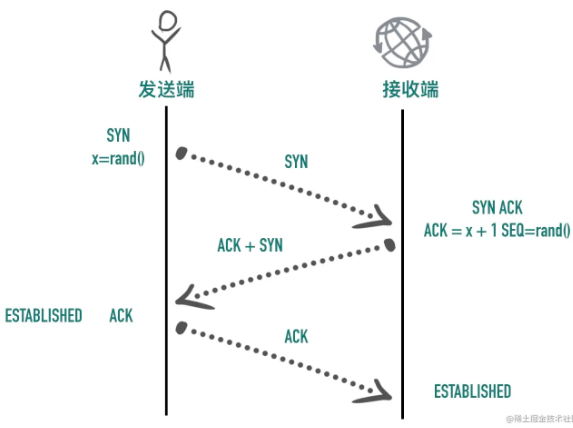 发送端
接收端
SYN
x=rand()
SYN
SYN ACK
ACK = x + 1 SEQ=rand()
ACK + SYN
ESTABLISHED ACK
ACK
ESTABLISHED
@稀土掘金技术社区